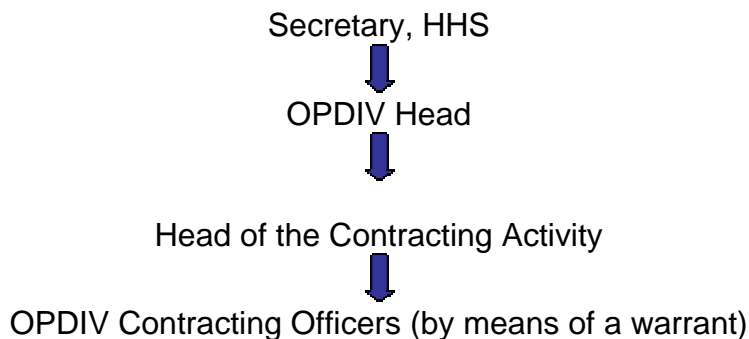 Secretary, HHS
OPDIV Head
Head of the Contracting Activity
OPDIV Contracting Officers (by means of a warrant)